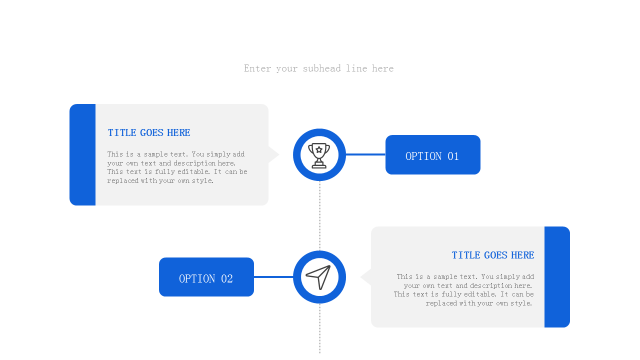 Enter your subhead line here
TITLE GOES HERE
This is a sample text. You simply add
your own text and description here.
This text is fully editable. It can be
replaced with your own style.
OPTION 01
OPTION 02
TITLE GOES HERE
This is a sample text. You simply add
your own text and description here.
This text is fully editable. It can be
replaced with your own style.